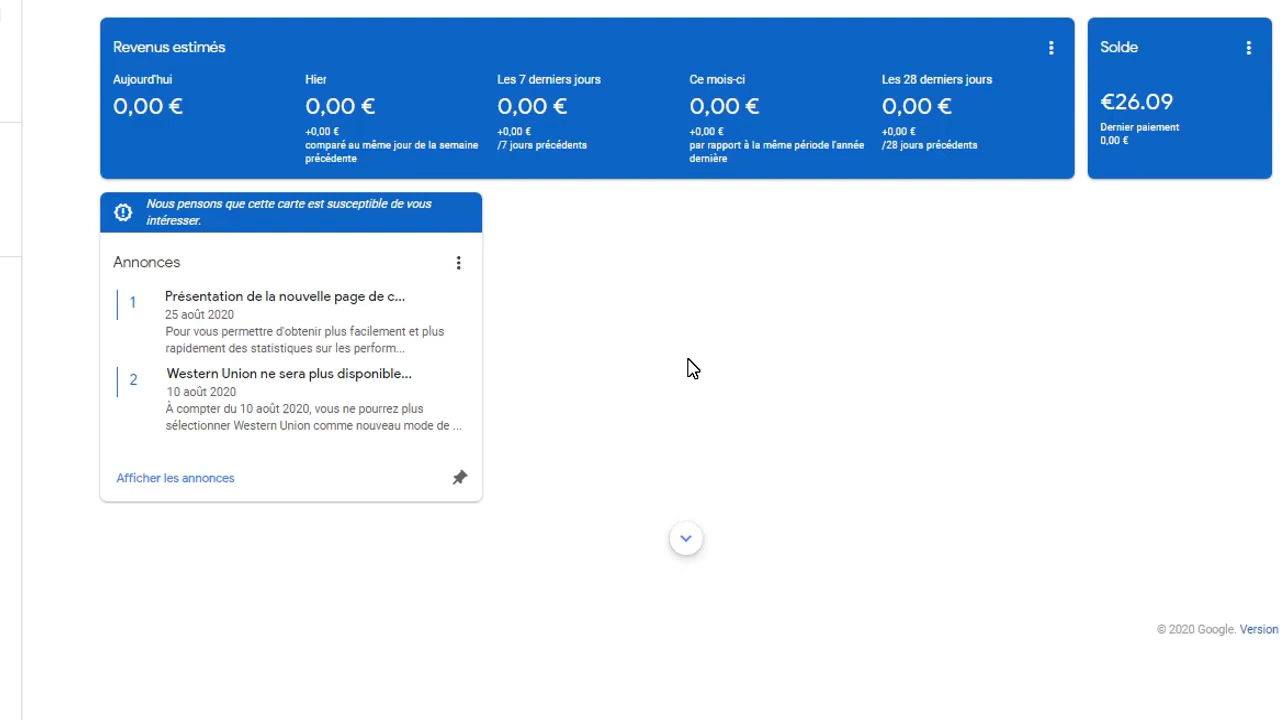 Revenus estimés
Solde
Aujourd'hui
Hier
Les 7 derniers jours
Ce mois-ci
Les 28 derniers jours
0,00 €
0,00 €
0,00 €
0,00 €
0,00 €
€26.09
+0,00 €
comparé au même jour de la semaine
précédente
+0,00 €
/7 jours précédents
+0,00 €
par rapport à la même période l'année
dernière
+0,00 €
/28 jours précédents
Dernier paiement
0,00 €
Nous pensons que cette carte est susceptible de vous
intéresser.
Annonces
1
Présentation de la nouvelle page de c...
25 août 2020
Pour vous permettre d'obtenir plus facilement et plus
rapidement des statistiques sur les perform...
2
Western Union ne sera plus disponible...
10 août 2020
À compter du 10 août 2020, vous ne pourrez plus
sélectionner Western Union comme nouveau mode de ...
Afficher les annonces
© 2020 Google. Version